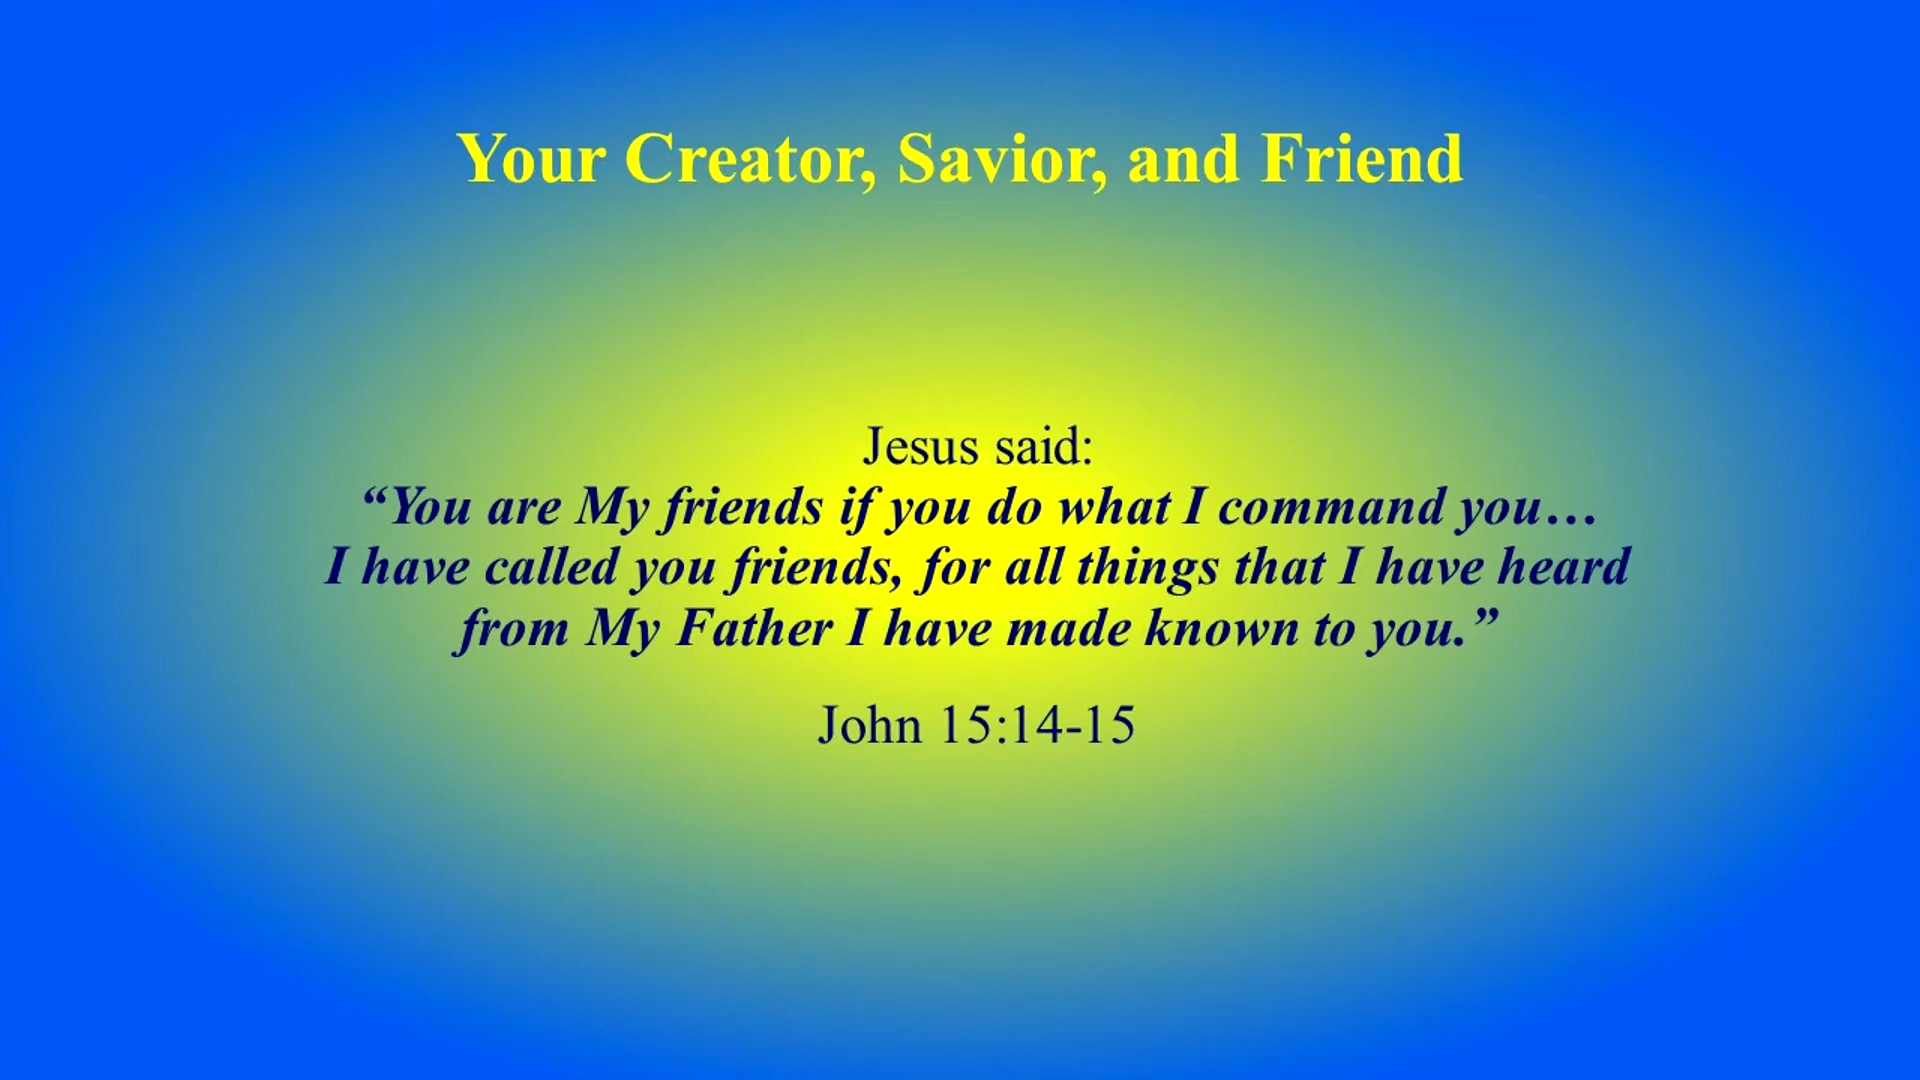 Your Creator, Savior, and Friend
Jesus said:
“You are My friends if you do what I command you…
I have called you friends, for all things that I have heard
from My Father I have made known to you.”
John 15:14-15